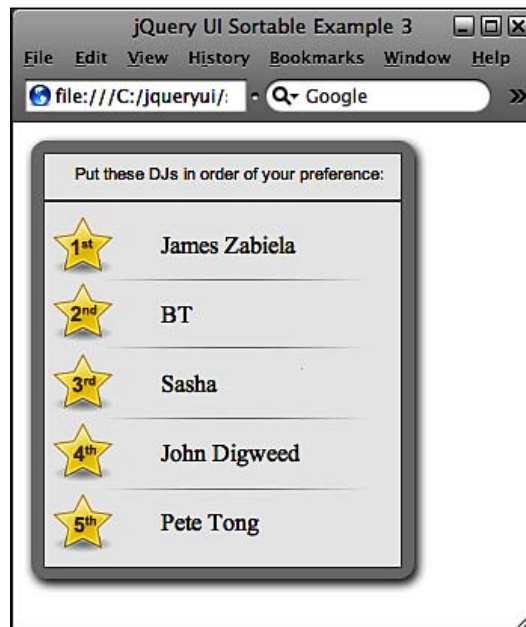 jQuery UI Sortable Example 3
File Edit View History Bookmarks Window Help
file:///C:/jqueryui/ Google »
Put these DJs in order of your preference:
1st James Zabiela
2nd BT
3rd Sasha
4th John Digweed
5th Pete Tong